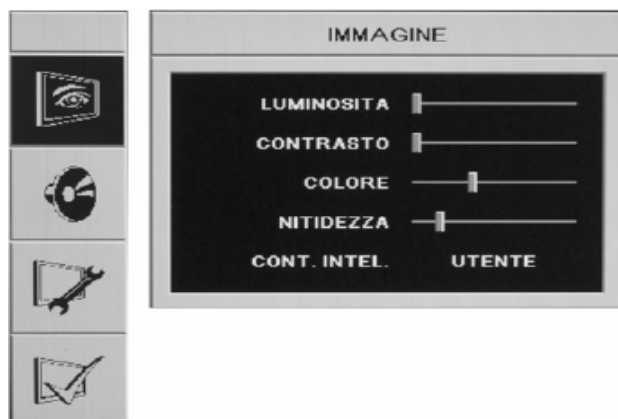 IMMAGINE
LUMINOSITA
CONTRASTO
COLORE
NITIDEZZA
CONT. INTEL. UTENTE